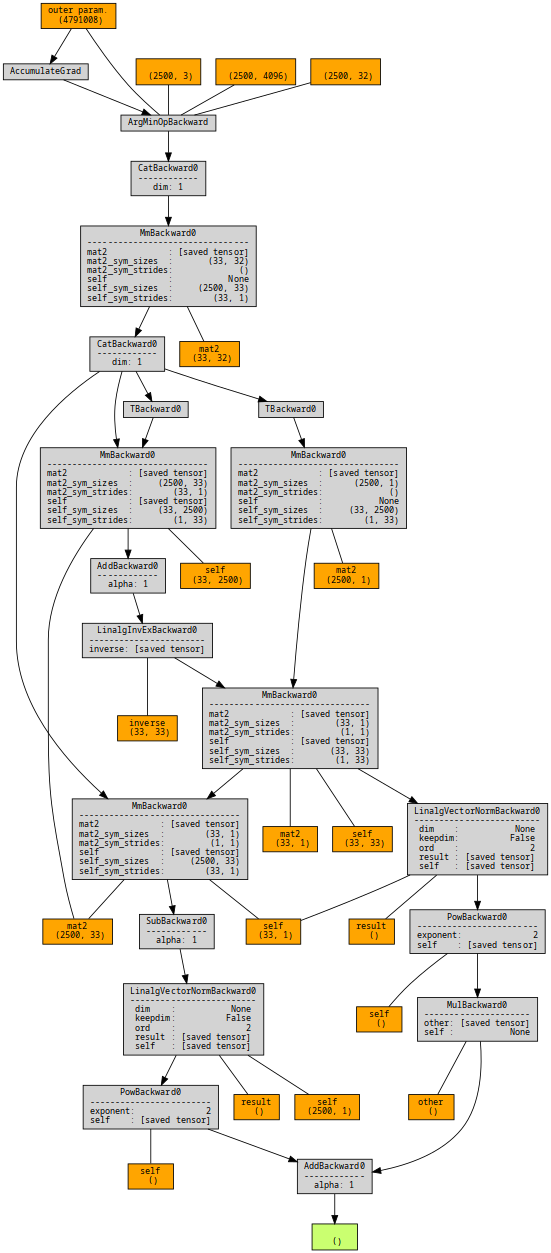 outer param.
(4791008)
AccumulateGrad
(2500, 3)
(2500, 4096)
(2500, 32)
ArgMinOpBackward
CatBackward0
------------
dim: 1
MmBackward0
--------------------------------
mat2 : [saved tensor]
mat2_sym_sizes : (33, 32)
mat2_sym_strides: ()
self : None
self_sym_sizes : (2500, 33)
self_sym_strides: (33, 1)
CatBackward0
------------
dim: 1
mat2
(33, 32)
TBackward0
TBackward0
MmBackward0
--------------------------------
mat2 : [saved tensor]
mat2_sym_sizes : (2500, 33)
mat2_sym_strides: (33, 1)
self : [saved tensor]
self_sym_sizes : (33, 2500)
self_sym_strides: (1, 33)
MmBackward0
--------------------------------
mat2 : [saved tensor]
mat2_sym_sizes : (2500, 1)
mat2_sym_strides: ()
self : None
self_sym_sizes : (33, 2500)
self_sym_strides: (1, 33)
AddBackward0
------------
alpha: 1
self
(33, 2500)
mat2
(2500, 1)
LinalgInvExBackward0
-----------------------
inverse: [saved tensor]
MmBackward0
--------------------------------
mat2 : [saved tensor]
mat2_sym_sizes : (33, 1)
mat2_sym_strides: (1, 1)
self : [saved tensor]
self_sym_sizes : (33, 33)
self_sym_strides: (1, 33)
inverse
(33, 33)
MmBackward0
--------------------------------
mat2 : [saved tensor]
mat2_sym_sizes : (33, 1)
mat2_sym_strides: (1, 1)
self : [saved tensor]
self_sym_sizes : (2500, 33)
self_sym_strides: (33, 1)
mat2
(33, 1)
self
(33, 33)
LinalgVectorNormBackward0
-----------------------
dim : None
keepdim: False
ord : 2
result : [saved tensor]
self : [saved tensor]
mat2
(2500, 33)
SubBackward0
------------
alpha: 1
self
(33, 1)
result
()
PowBackward0
------------------------
exponent: 2
self : [saved tensor]
LinalgVectorNormBackward0
-----------------------
dim : None
keepdim: False
ord : 2
result : [saved tensor]
self : [saved tensor]
self
()
MulBackward0
---------------------
other: [saved tensor]
self : None
PowBackward0
------------------------
exponent: 2
self : [saved tensor]
result
()
self
(2500, 1)
other
()
self
()
AddBackward0
------------
alpha: 1
()